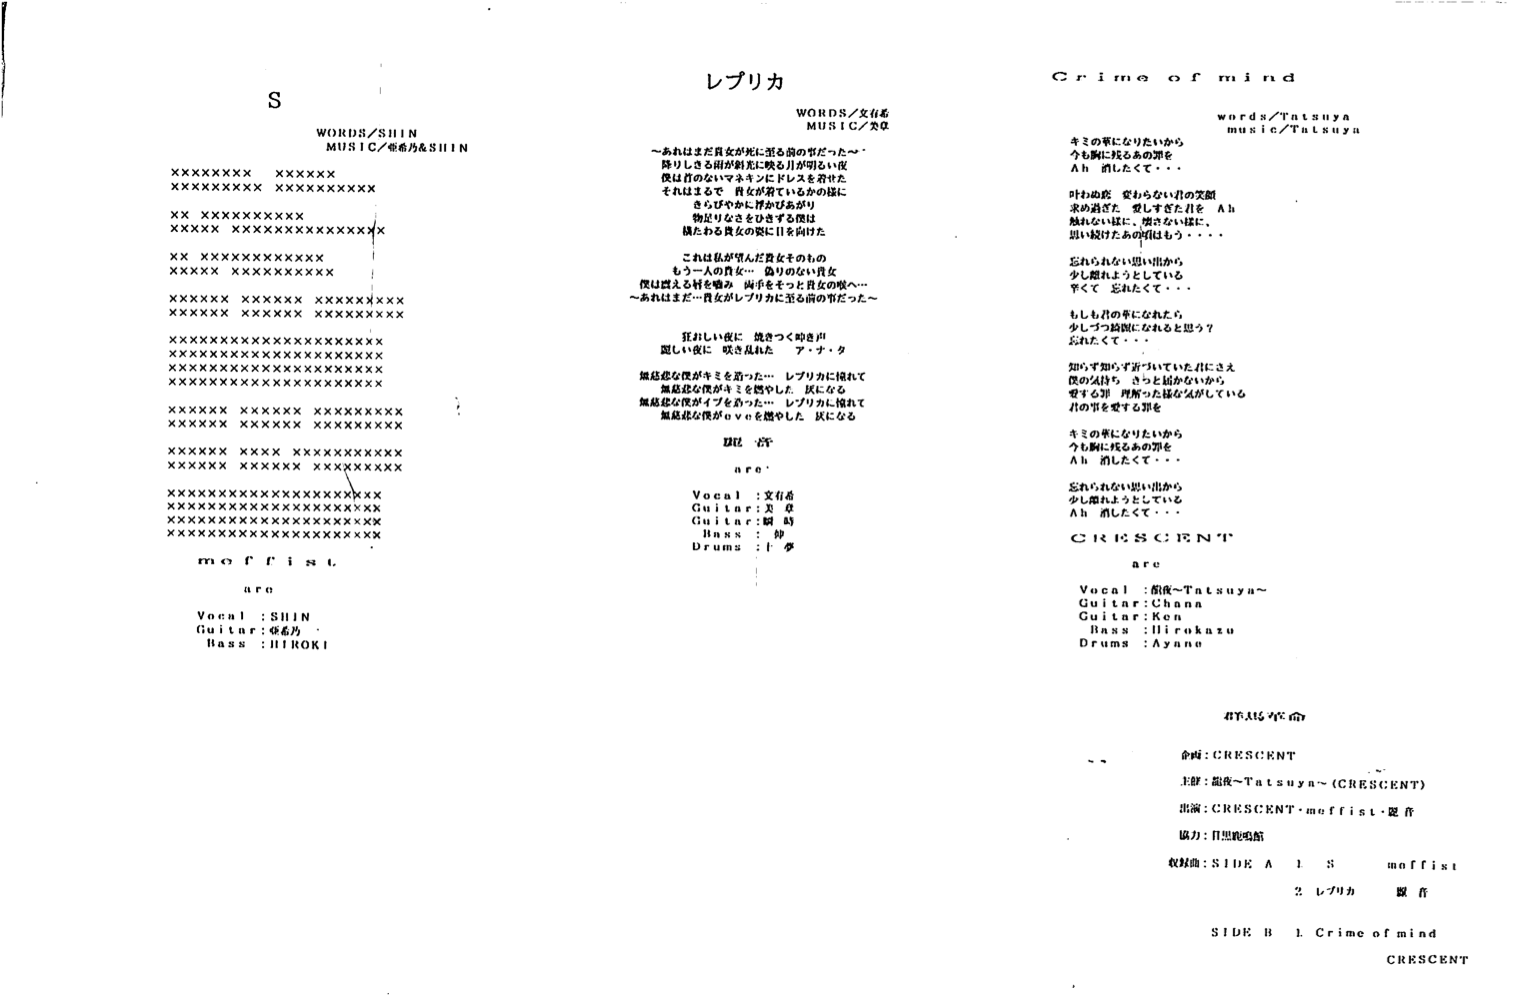 S
WORDS/SHIN
MUSIC/亜希乃&SHIN
×××××××× ××××××
××××××××× ××××××××××
×× ××××××××××
××××× ×××××××××××××××
×× ××××××××××××
××××× ××××××××××
×××××× ×××××× ×××××××××
×××××× ×××××× ×××××××××
×××××××××××××××××××××
×××××××××××××××××××××
×××××××××××××××××××××
×××××××××××××××××××××
×××××× ×××××× ×××××××××
×××××× ×××××× ×××××××××
×××××× ×××× ×××××××××××
×××××× ×××××× ×××××××××
×××××××××××××××××××××
×××××××××××××××××××××
×××××××××××××××××××××
×××××××××××××××××××××
moffist
are
Vocal :SHIN
Guitar:亜希乃
Bass :HIROKI
レプリカ
WORDS/文有希
MUSIC/美章
~あれはまだ貴女が死に至る前の事だった~
降りしきる雨が斜光に映る月が明るい夜
僕は首のないマネキンにドレスを着せた
それはまるで 貴女が着ているかの様に
きらびやかに浮かびあがり
物足りなさをひきずる僕は
横たわる貴女の姿に目を向けた
これは私が望んだ貴女そのもの
もう一人の貴女… 偽りのない貴女
僕は震える唇を噛み 両手をそっと貴女の喉へ…
~あれはまだ…貴女がレプリカに至る前の事だった~
狂おしい夜に 焼きつく叫き声
麗しい夜に 咲き乱れた ア・ナ・タ
無慈悲な僕がキミを造った… レプリカに憧れて
無慈悲な僕がキミを燃やした 灰になる
無慈悲な僕がイブを造った… レプリカに憧れて
無慈悲な僕がeveを燃やした 灰になる
麗 音
are
Vocal :文有希
Guitar:美 章
Guitar:瞬 時
Bass : 帥
Drums :十 夢
Crime of mind
words/Tatsuya
music/Tatsuya
キミの華になりたいから
今も胸に残るあの罪を
Ah 消したくて・・・
叶わぬ恋 変わらない君の笑顔
求め過ぎた 愛しすぎた君を Ah
触れない様に、壊さない様に、
思い続けたあの頃はもう・・・・
忘れられない思い出から
少し離れようとしている
辛くて 忘れたくて・・・
もしも君の華になれたら
少しづつ綺麗になれると思う?
忘れたくて・・・
知らず知らず近づいていた君にさえ
僕の気持ち きっと届かないから
愛する罪 理解った様な気がしている
君の事を愛する罪を
キミの華になりたいから
今も胸に残るあの罪を
Ah 消したくて・・・
忘れられない思い出から
少し離れようとしている
Ah 消したくて・・・
CRESCENT
are
Vocal :龍夜~Tatsuya~
Guitar:Chana
Guitar:Ken
Bass :Hirokazu
Drums :Ayano
群馬革命
企画:CRESCENT
主催:龍夜~Tatsuya~(CRESCENT)
出演:CRESCENT・moffist・麗 音
協力:目黒鹿鳴館
収録曲:SIDE A 1. S moffist
2. レプリカ 麗 音
SIDE B 1. Crime of mind
CRESCENT